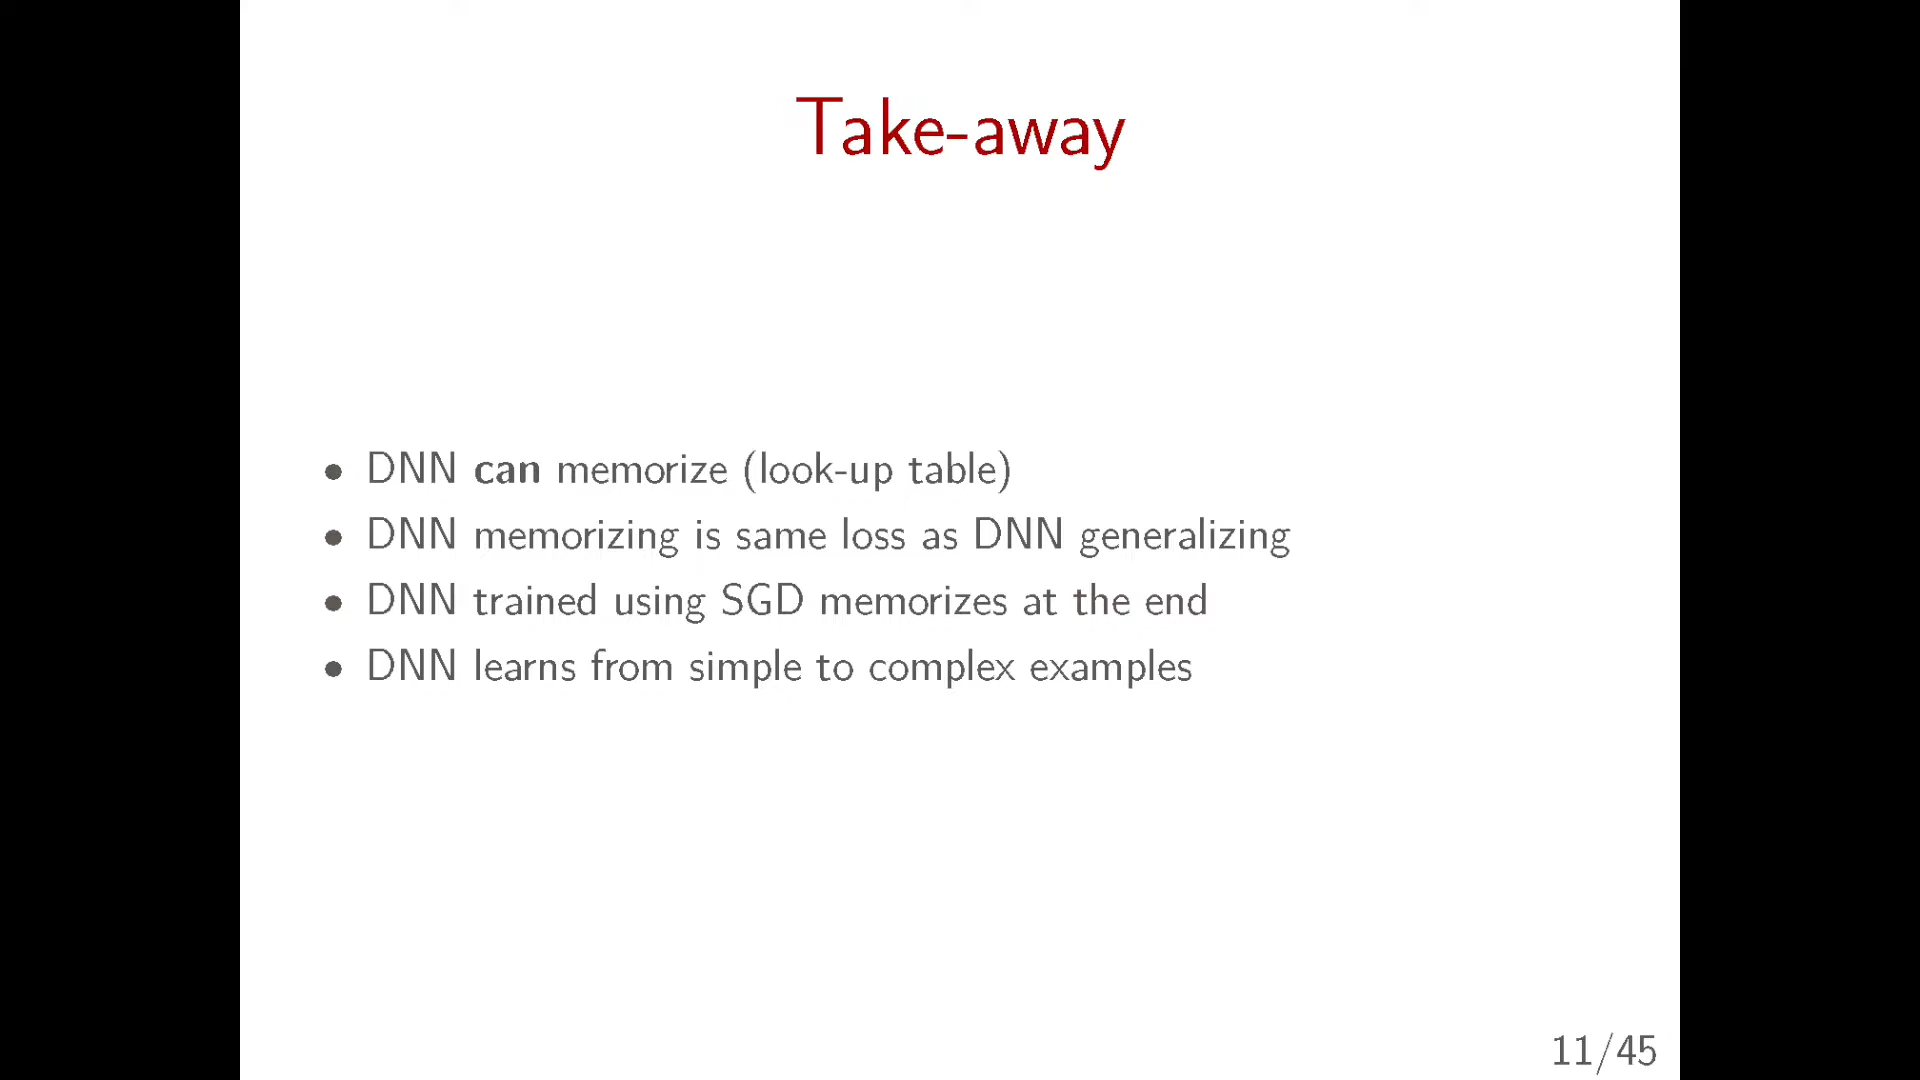 Take-away
• DNN can memorize (look-up table)
• DNN memorizing is same loss as DNN generalizing
• DNN trained using SGD memorizes at the end
• DNN learns from simple to complex examples
11/45